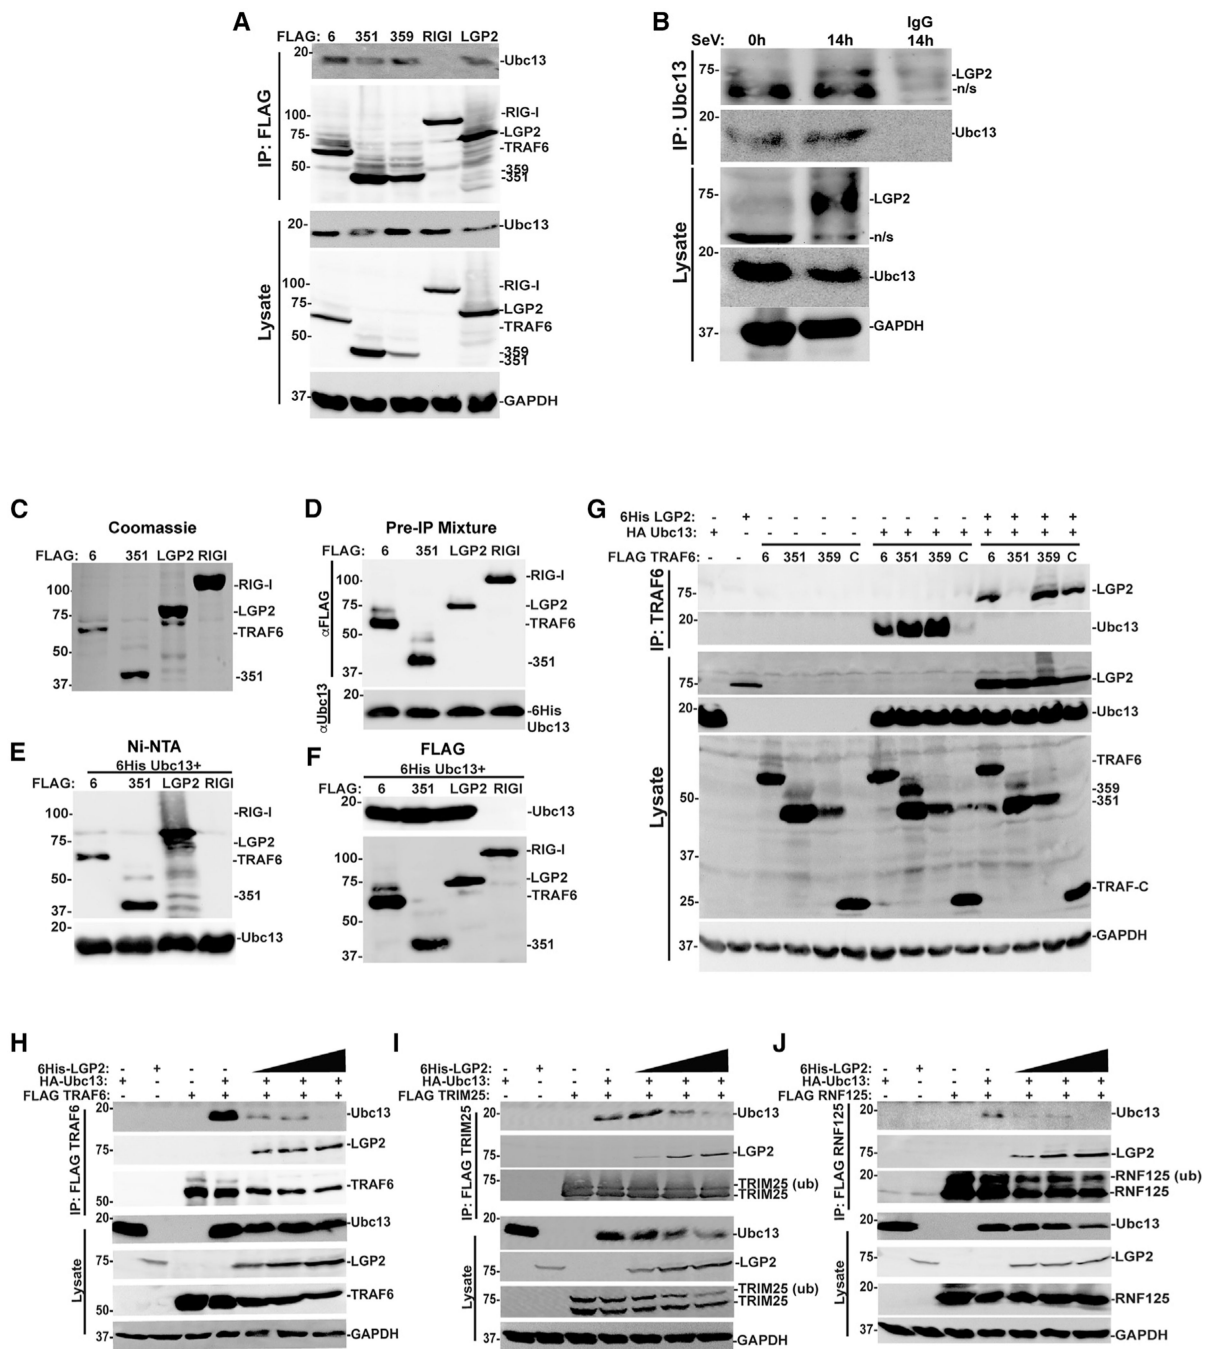 A
FLAG: 6 351 359 RIGI LGP2
IP: FLAG
20- -Ubc13
100- -RIG-I
75- -LGP2
-TRAF6
50- -359
-351
Lysate
20- -Ubc13
100- -RIG-I
75- -LGP2
-TRAF6
50- -359
-351
37- -GAPDH
B
IgG
SeV: 0h 14h 14h
IP: Ubc13
75- -LGP2
-n/s
20- -Ubc13
Lysate
75- -LGP2
-n/s
20- -Ubc13
37- -GAPDH
C
Coomassie
FLAG: 6 351 LGP2 RIGI
100- -RIG-I
-LGP2
75- -TRAF6
50- -351
37-
D
Pre-IP Mixture
FLAG: 6 351 LGP2 RIGI
αFLAG
100- -RIG-I
75- -LGP2
-TRAF6
50- -351
37-
αUbc13
20- -6His
Ubc13
E
Ni-NTA
6His Ubc13+
FLAG: 6 351 LGP2 RIGI
100- -RIG-I
75- -LGP2
-TRAF6
50- -351
37-
20- -Ubc13
F
FLAG
6His Ubc13+
FLAG: 6 351 LGP2 RIGI
20- -Ubc13
100- -RIG-I
75- -LGP2
-TRAF6
50- -351
37-
G
6His LGP2: - + - - - - - - - - + + + +
HA Ubc13: + - - - - - + + + + + + + +
FLAG TRAF6: - - 6 351 359 C 6 351 359 C 6 351 359 C
IP: TRAF6
75- -LGP2
20- -Ubc13
Lysate
75- -LGP2
20- -Ubc13
-TRAF6
-359
50- -351
37-
25- -TRAF-C
37- -GAPDH
H
6His-LGP2: - + - -
HA-Ubc13: + - - + + + +
FLAG TRAF6: - - + + + + +
IP: FLAG TRAF6
20- -Ubc13
75- -LGP2
-TRAF6
50-
Lysate
20- -Ubc13
75- -LGP2
-TRAF6
50-
37- -GAPDH
I
6His-LGP2: - + - -
HA-Ubc13: + - - + + + +
FLAG TRIM25: - - + + + + +
IP: FLAG TRIM25
20- -Ubc13
75- -LGP2
75- -TRIM25 (ub)
-TRIM25
Lysate
20- -Ubc13
75- -LGP2
-TRIM25 (ub)
75- -TRIM25
37- -GAPDH
J
6His-LGP2: - + - -
HA-Ubc13: + - - + + + +
FLAG RNF125: - - + + + + +
IP: FLAG RNF125
20- -Ubc13
75- -LGP2
20- -RNF125 (ub)
-RNF125
Lysate
20- -Ubc13
75- -LGP2
20- -RNF125
37- -GAPDH